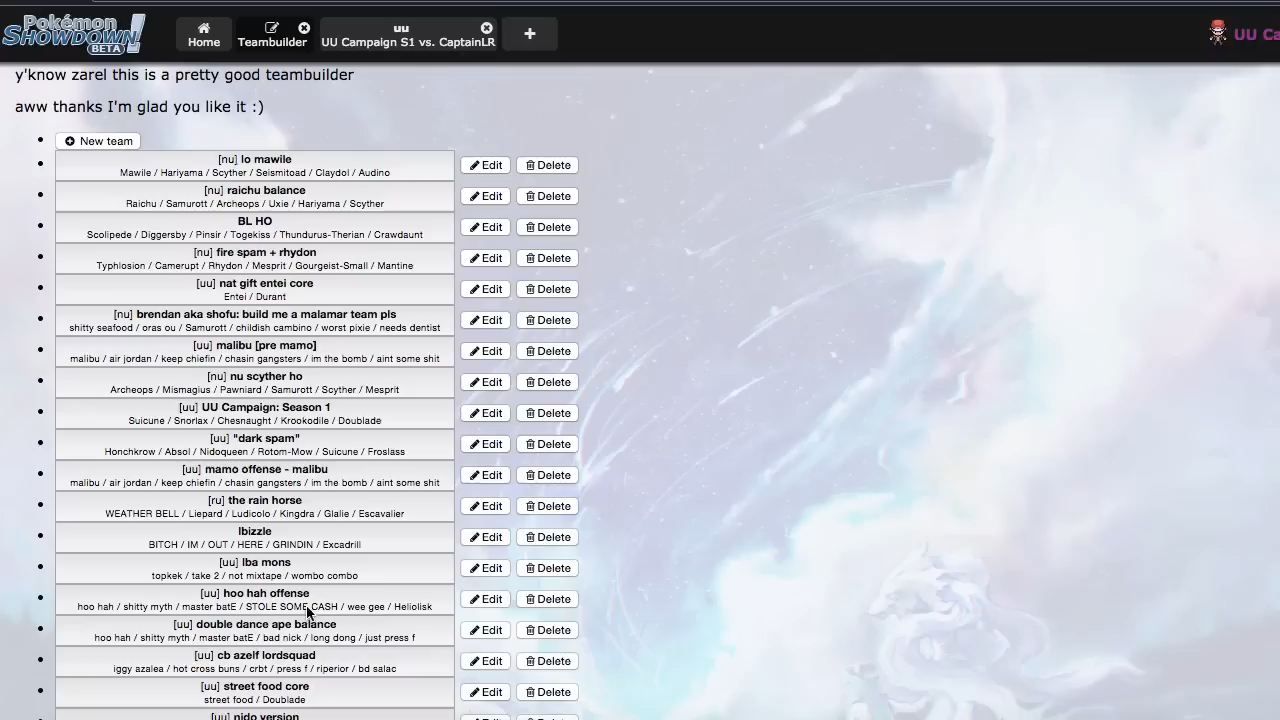 Pokémon
SHOWDOWN!
BETA
Home
Teambuilder
uu
UU Campaign S1 vs. CaptainLR
UU Ca
y'know zarel this is a pretty good teambuilder
aww thanks I'm glad you like it :)
New team
[nu] lo mawile
Mawile / Hariyama / Scyther / Seismitoad / Claydol / Audino
Edit Delete
[nu] raichu balance
Raichu / Samurott / Archeops / Uxie / Hariyama / Scyther
Edit Delete
BL HO
Scolipede / Diggersby / Pinsir / Togekiss / Thundurus-Therian / Crawdaunt
Edit Delete
[nu] fire spam + rhydon
Typhlosion / Camerupt / Rhydon / Mesprit / Gourgeist-Small / Mantine
Edit Delete
[uu] nat gift entei core
Entei / Durant
Edit Delete
[nu] brendan aka shofu: build me a malamar team pls
shitty seafood / oras ou / Samurott / childish cambino / worst pixie / needs dentist
Edit Delete
[uu] malibu [pre mamo]
malibu / air jordan / keep chiefin / chasin gangsters / im the bomb / aint some shit
Edit Delete
[nu] nu scyther ho
Archeops / Mismagius / Pawniard / Samurott / Scyther / Mesprit
Edit Delete
[uu] UU Campaign: Season 1
Suicune / Snorlax / Chesnaught / Krookodile / Doublade
Edit Delete
[uu] "dark spam"
Honchkrow / Absol / Nidoqueen / Rotom-Mow / Suicune / Froslass
Edit Delete
[uu] mamo offense - malibu
malibu / air jordan / keep chiefin / chasin gangsters / im the bomb / aint some shit
Edit Delete
[ru] the rain horse
WEATHER BELL / Liepard / Ludicolo / Kingdra / Glalie / Escavalier
Edit Delete
lbizzle
BITCH / IM / OUT / HERE / GRINDIN / Excadrill
Edit Delete
[uu] lba mons
topkek / take 2 / not mixtape / wombo combo
Edit Delete
[uu] hoo hah offense
hoo hah / shitty myth / master batE / STOLE SOME CASH / wee gee / Heliolisk
Edit Delete
[uu] double dance ape balance
hoo hah / shitty myth / master batE / bad nick / long dong / just press f
Edit Delete
[uu] cb azelf lordsquad
iggy azalea / hot cross buns / crbt / press f / riperior / bd salac
Edit Delete
[uu] street food core
street food / Doublade
Edit Delete
[uu] nido version